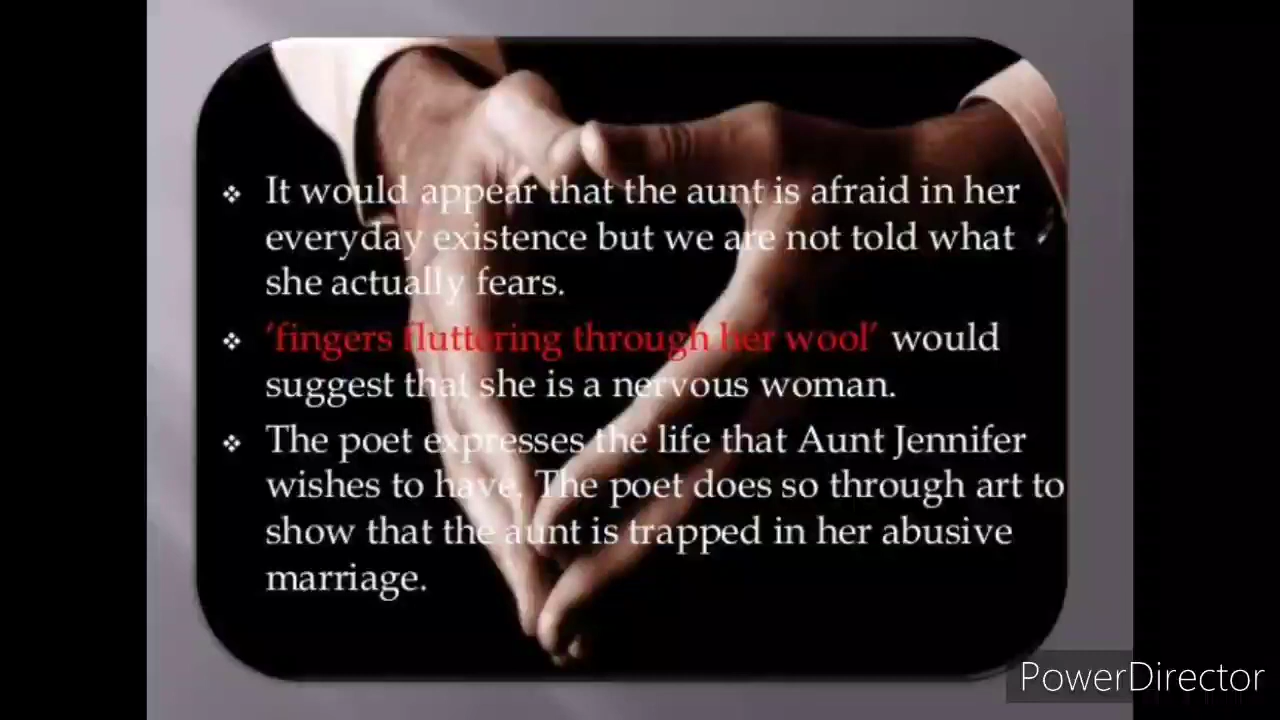 ❖ It would appear that the aunt is afraid in her
everyday existence but we are not told what
she actually fears.
❖ ‘fingers fluttering through her wool’ would
suggest that she is a nervous woman.
❖ The poet expresses the life that Aunt Jennifer
wishes to have. The poet does so through art to
show that the aunt is trapped in her abusive
marriage.
PowerDirector